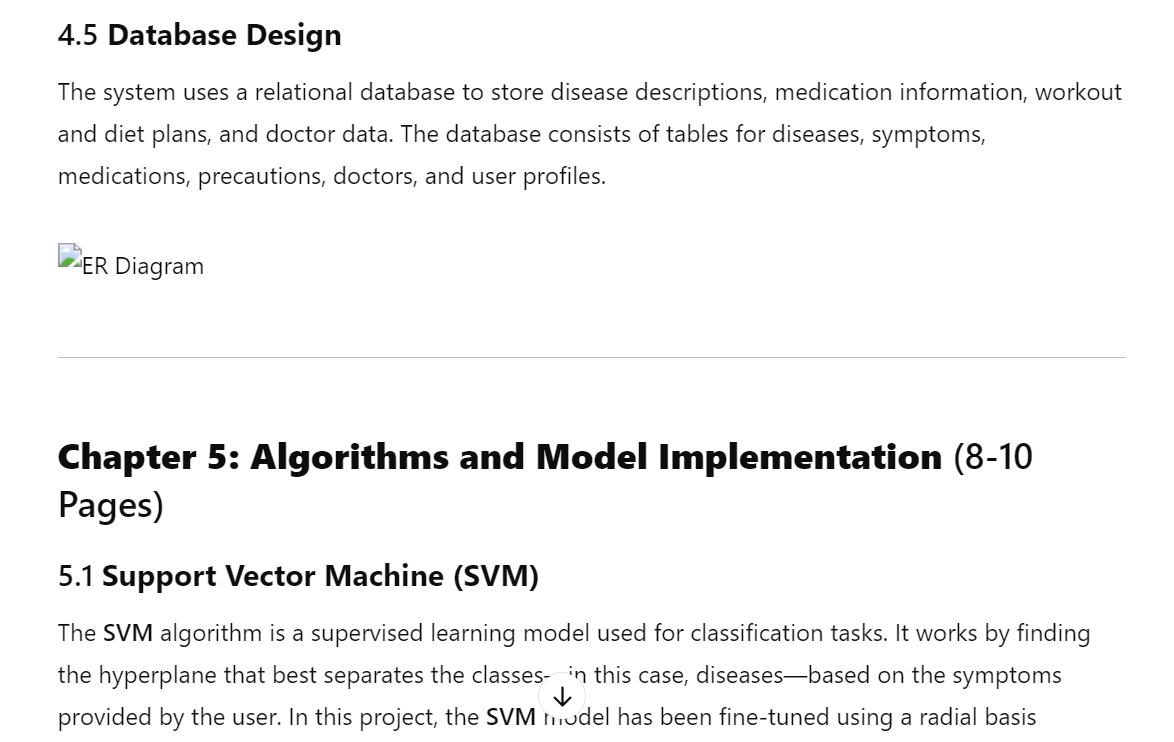 4.5 Database Design
The system uses a relational database to store disease descriptions, medication information, workout
and diet plans, and doctor data. The database consists of tables for diseases, symptoms,
medications, precautions, doctors, and user profiles.
ER Diagram
Chapter 5: Algorithms and Model Implementation (8-10
Pages)
5.1 Support Vector Machine (SVM)
The SVM algorithm is a supervised learning model used for classification tasks. It works by finding
the hyperplane that best separates the classes—in this case, diseases—based on the symptoms
provided by the user. In this project, the SVM model has been fine-tuned using a radial basis